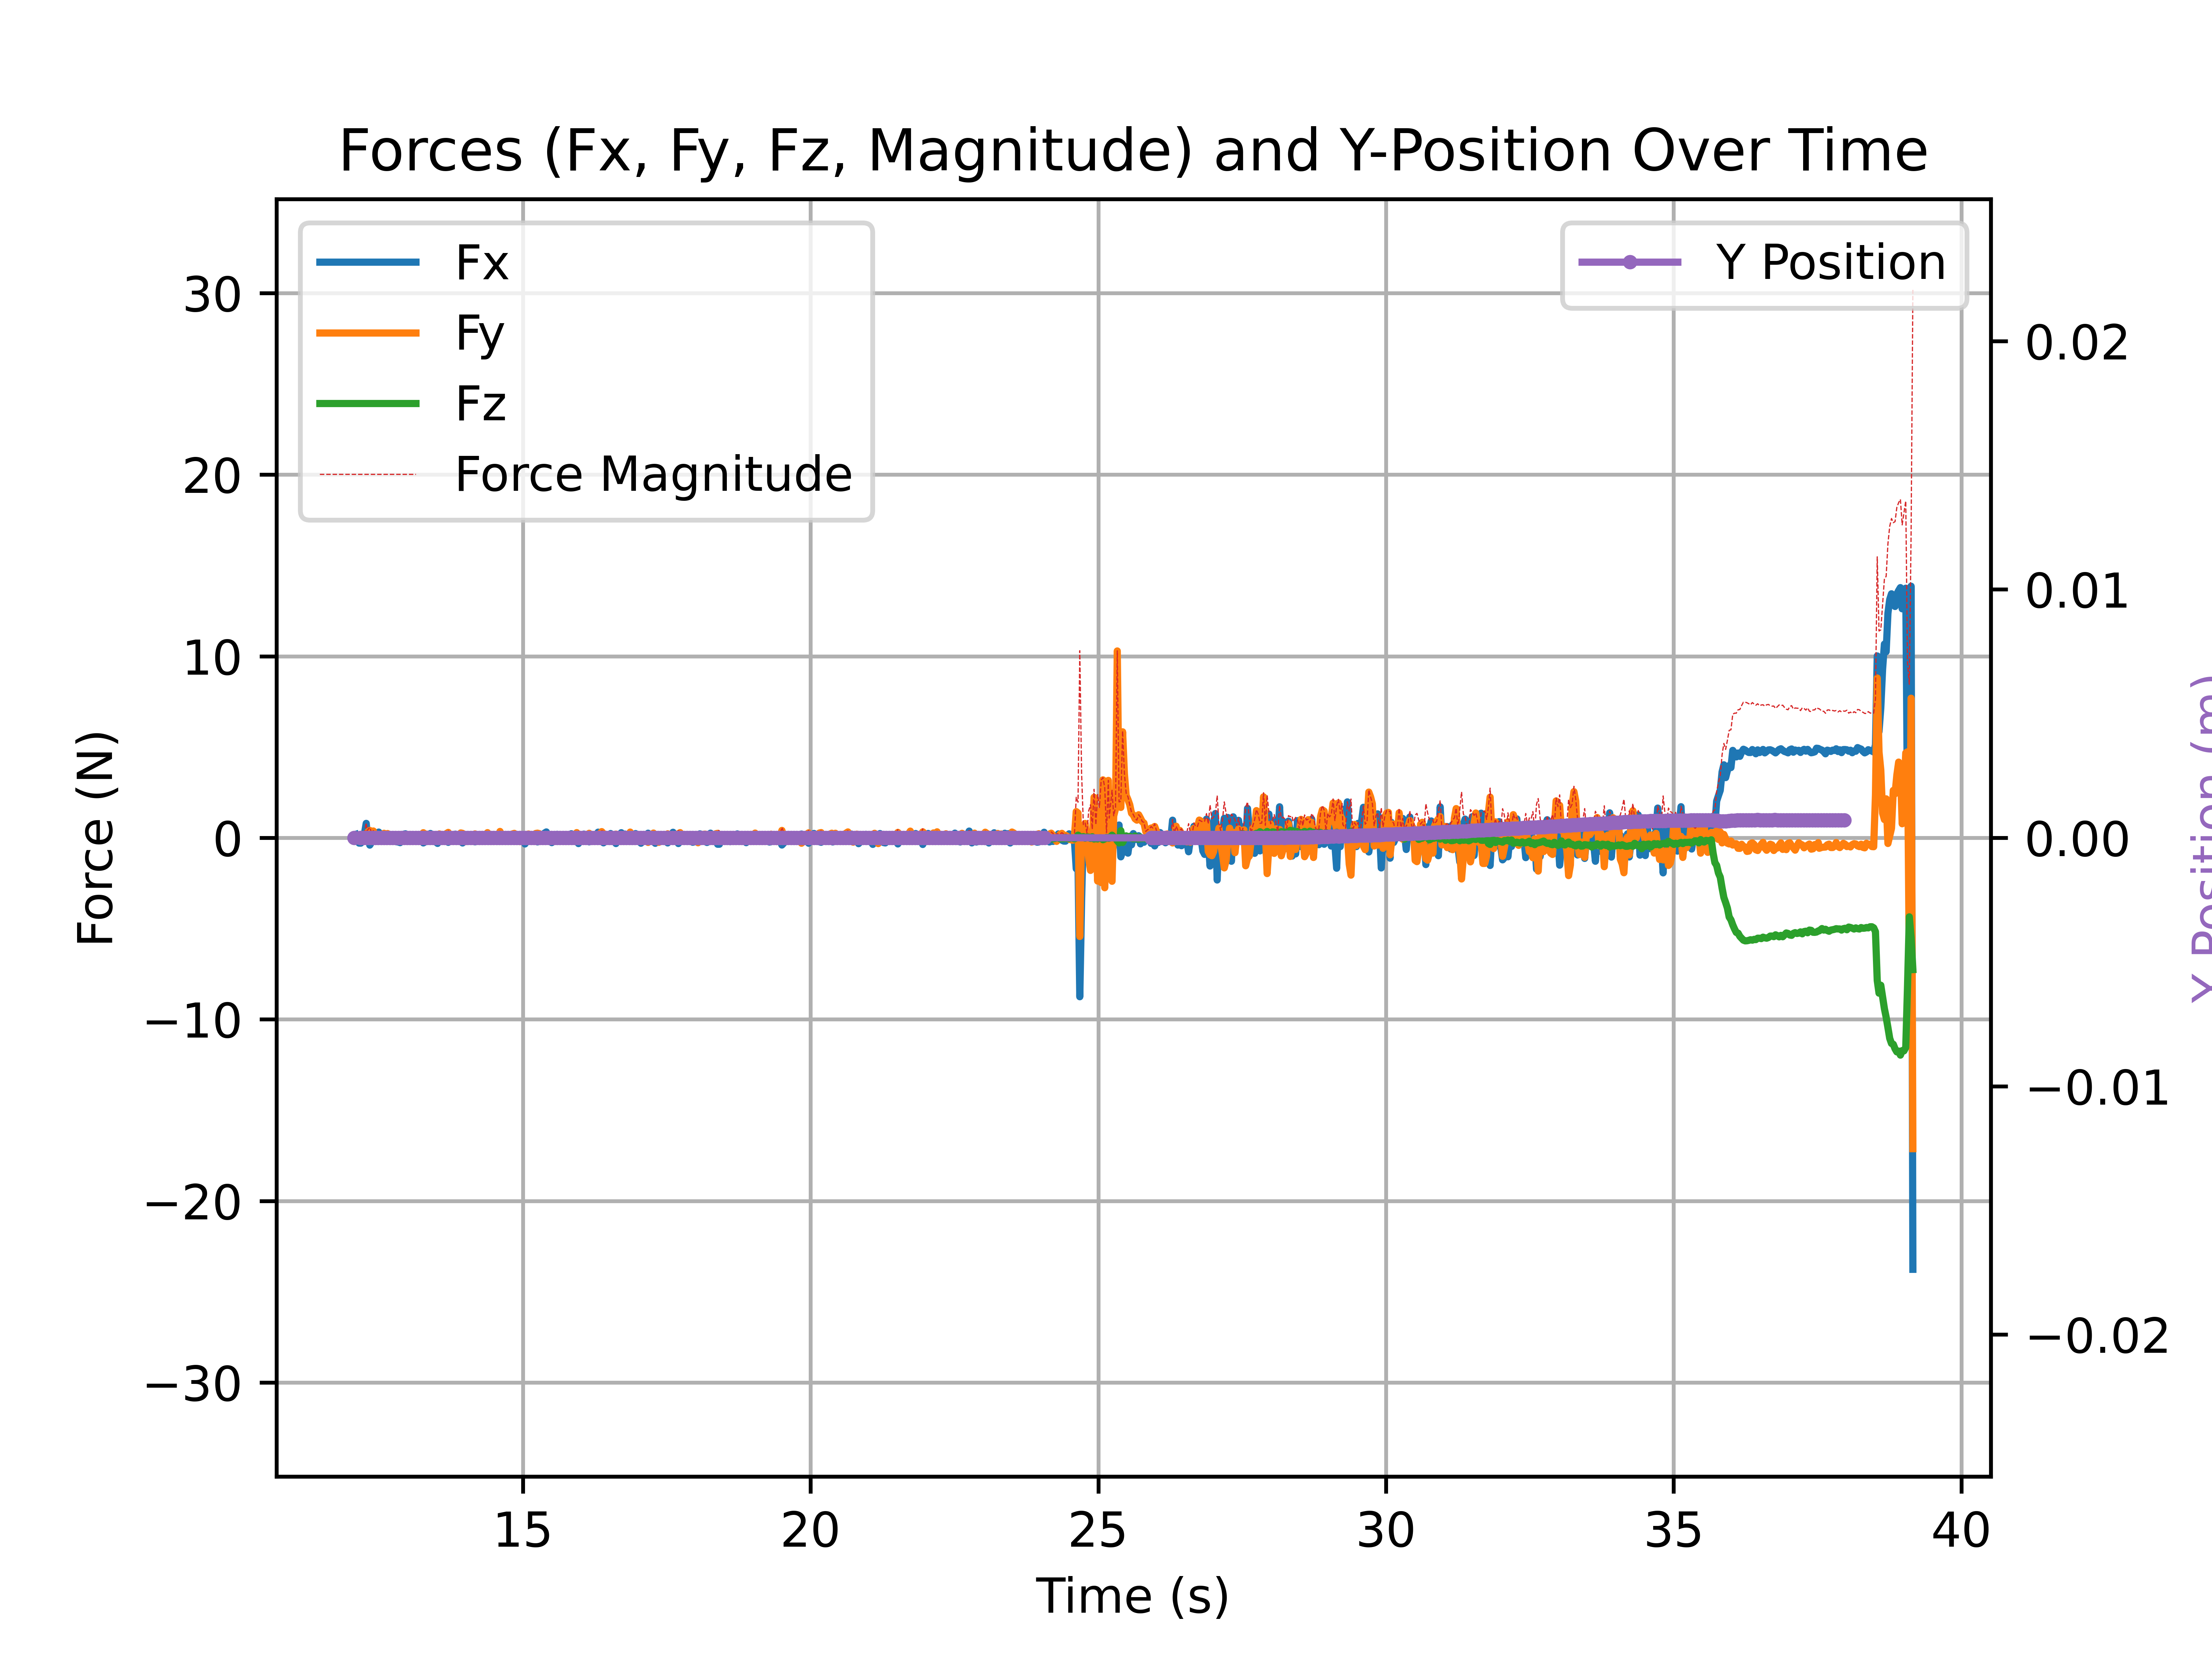 Forces (Fx, Fy, Fz, Magnitude) and Y-Position Over Time
Fx
Fy
Fz
Force Magnitude
Y Position
30
20
10
0
−10
−20
−30
Force (N)
0.02
0.01
0.00
−0.01
−0.02
Y Position (m)
15 20 25 30 35 40
Time (s)